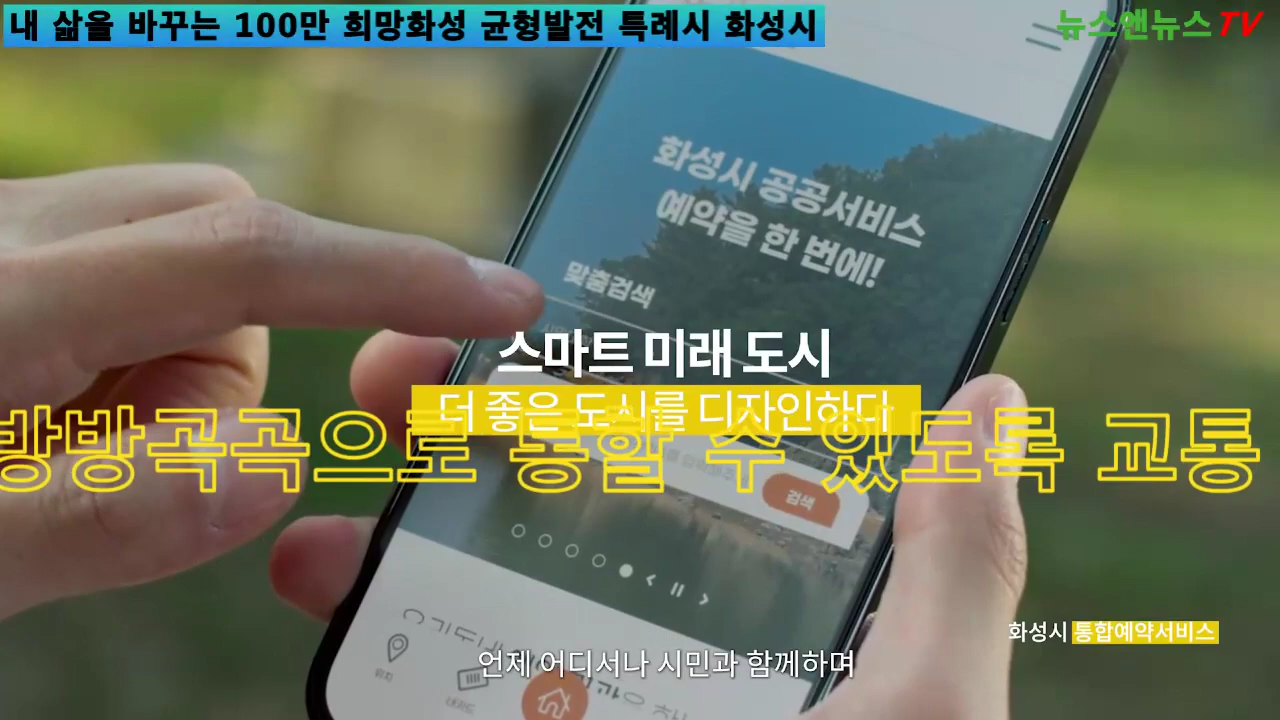 내 삶을 바꾸는 100만 희망화성 균형발전 특례시 화성시
뉴스앤뉴스TV
화성시 공공서비스
예약을 한 번에!
맞춤검색
스마트 미래 도시
더 좋은 도시를 디자인하다
방방곡곡으로 통할 수 있도록 교통
검색
화성시 통합예약서비스
언제 어디서나 시민과 함께하며
위치